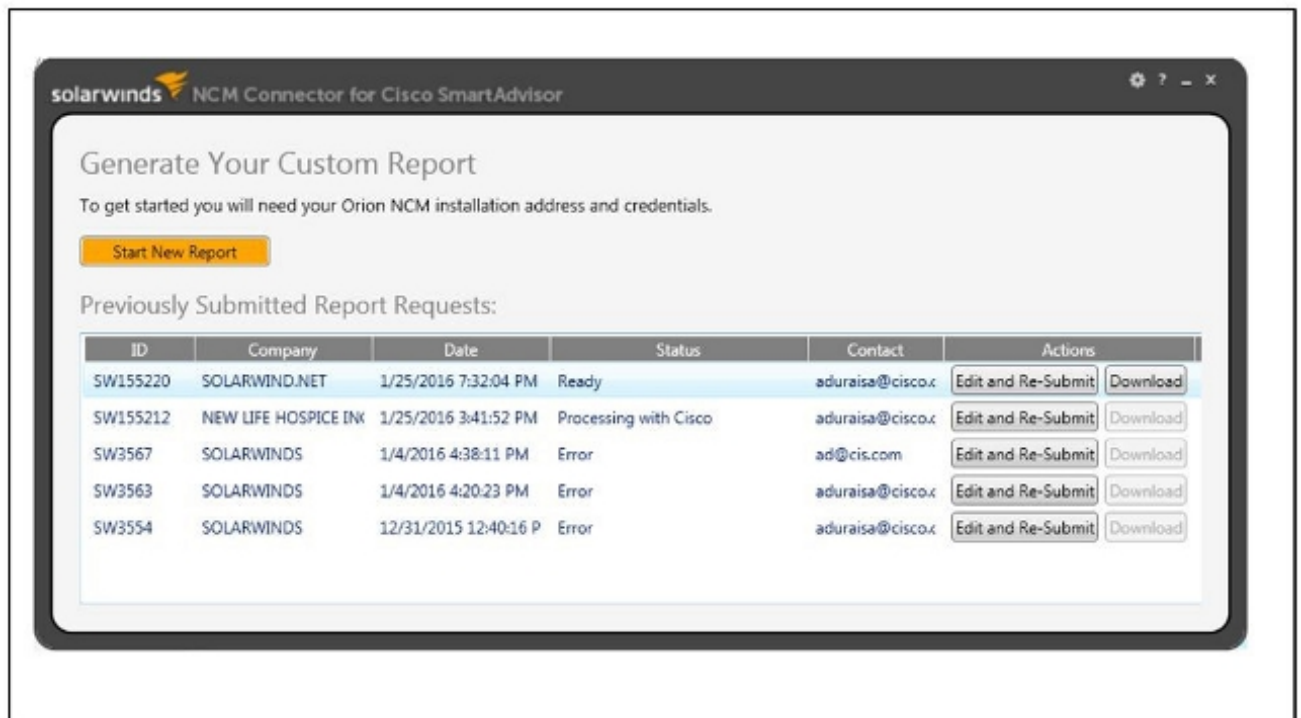 solarwinds NCM Connector for Cisco SmartAdvisor ? _ x
Generate Your Custom Report
To get started you will need your Orion NCM installation address and credentials.
Start New Report
Previously Submitted Report Requests:
ID Company Date Status Contact Actions
SW155220 SOLARWIND.NET 1/25/2016 7:32:04 PM Ready aduraisa@cisco.c Edit and Re-Submit Download
SW155212 NEW LIFE HOSPICE IN 1/25/2016 3:41:52 PM Processing with Cisco aduraisa@cisco.c Edit and Re-Submit Download
SW3567 SOLARWINDS 1/4/2016 4:38:11 PM Error ad@cis.com Edit and Re-Submit Download
SW3563 SOLARWINDS 1/4/2016 4:20:23 PM Error aduraisa@cisco.c Edit and Re-Submit Download
SW3554 SOLARWINDS 12/31/2015 12:40:16 P Error aduraisa@cisco.c Edit and Re-Submit Download